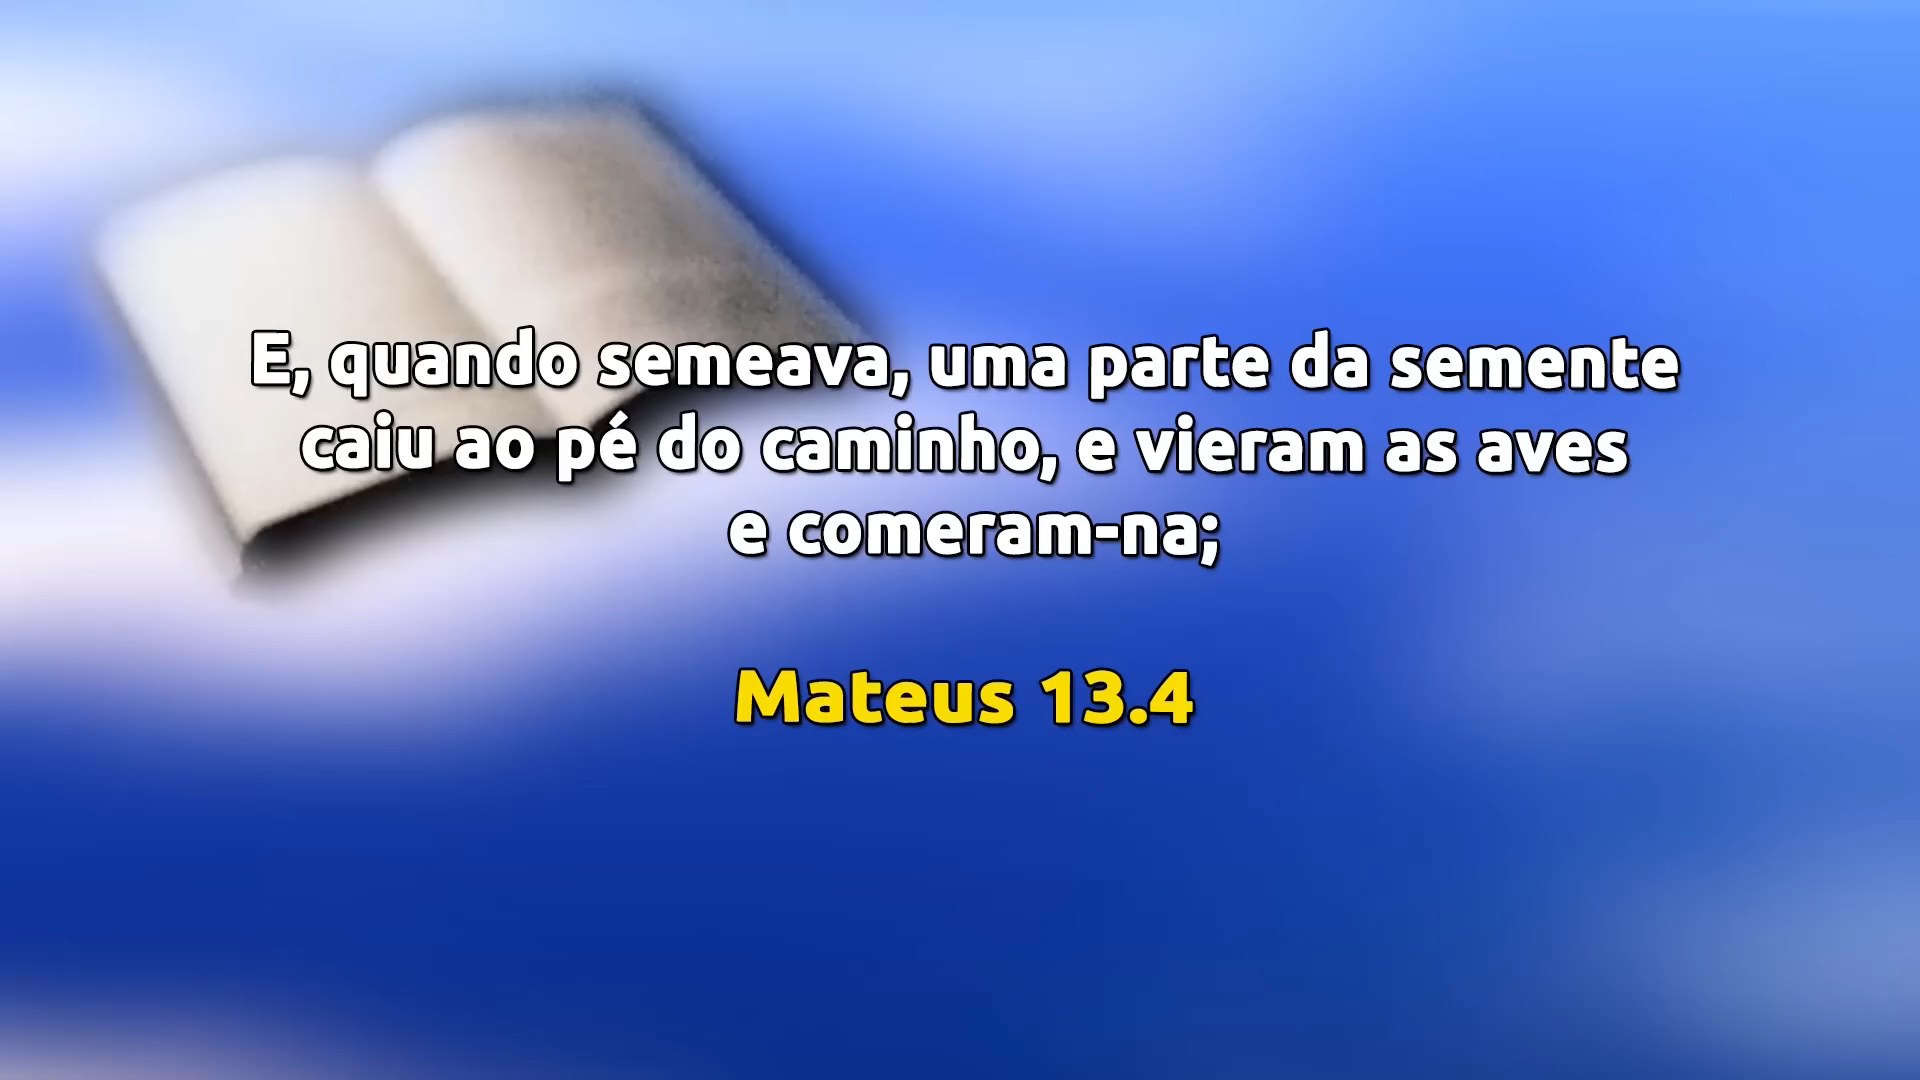 E, quando semeava, uma parte da semente
caiu ao pé do caminho, e vieram as aves
e comeram-na;
Mateus 13.4